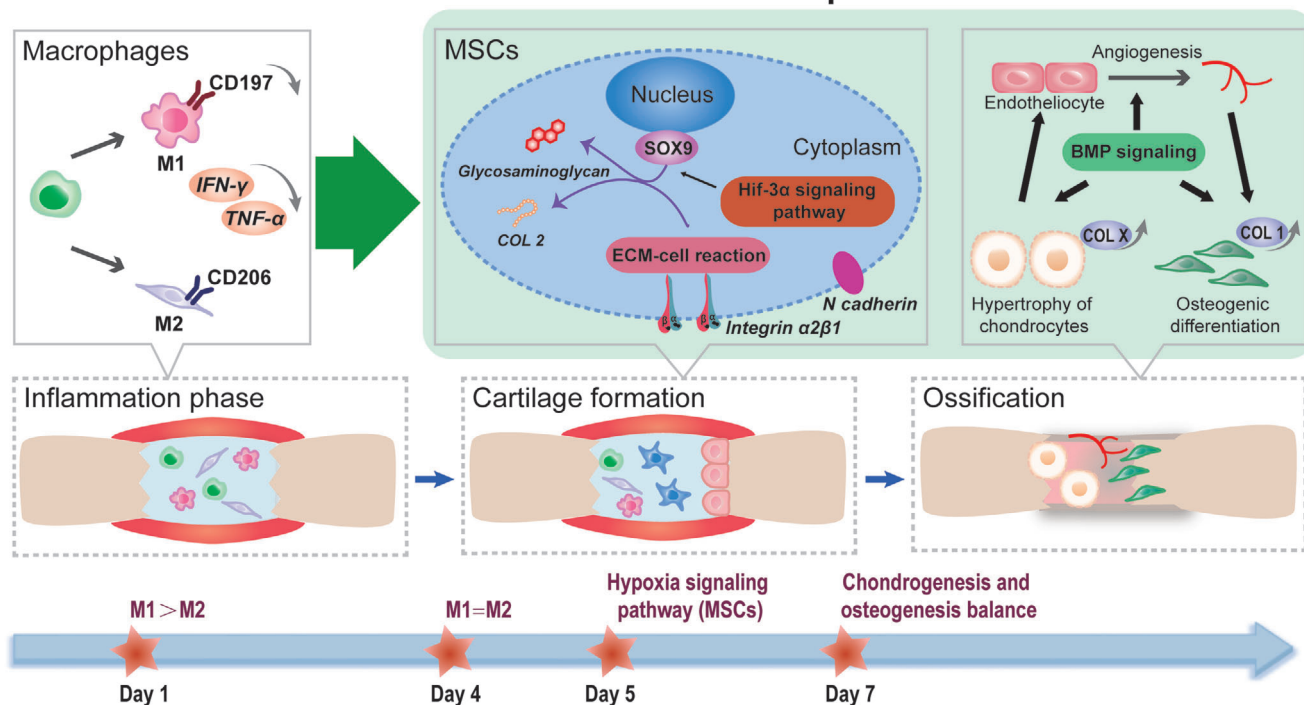 Macrophages
CD197
M1
IFN-γ
TNF-α
CD206
M2
MSCs
Nucleus
SOX9
Cytoplasm
Glycosaminoglycan
Hif-3α signaling
pathway
COL 2
ECM-cell reaction
N cadherin
β α
β α
Integrin α2β1
Angiogenesis
Endotheliocyte
BMP signaling
COL X
COL 1
Hypertrophy of
chondrocytes
Osteogenic
differentiation
Inflammation phase
Cartilage formation
Ossification
M1>M2
M1=M2
Hypoxia signaling
pathway (MSCs)
Chondrogenesis and
osteogenesis balance
Day 1
Day 4
Day 5
Day 7